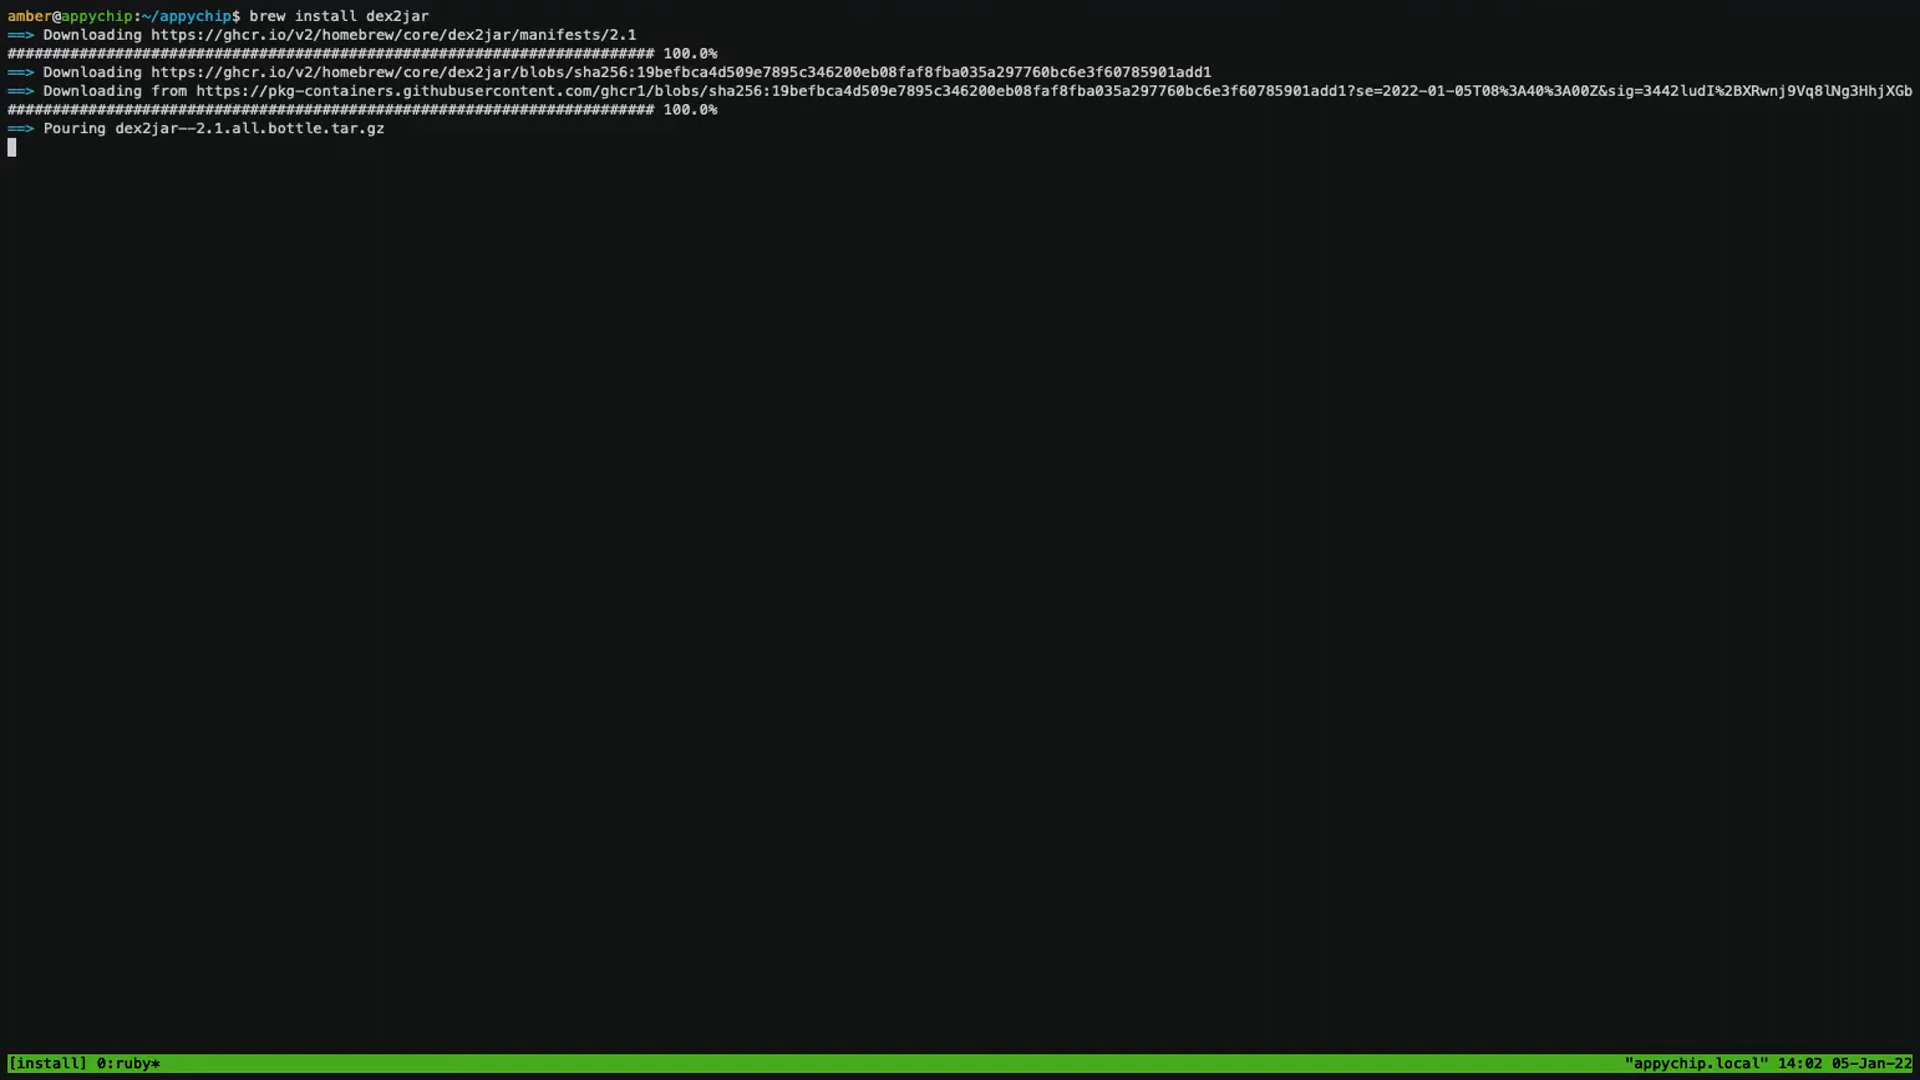 amber@appychip:~/appychip$ brew install dex2jar
==> Downloading https://ghcr.io/v2/homebrew/core/dex2jar/manifests/2.1
######################################################################## 100.0%
==> Downloading https://ghcr.io/v2/homebrew/core/dex2jar/blobs/sha256:19befbca4d509e7895c346200eb08faf8fba035a297760bc6e3f60785901add1
==> Downloading from https://pkg-containers.githubusercontent.com/ghcr1/blobs/sha256:19befbca4d509e7895c346200eb08faf8fba035a297760bc6e3f60785901add1?se=2022-01-05T08%3A40%3A00Z&sig=3442ludI%2BXRwnj9Vq8lNg3HhjXGb
######################################################################## 100.0%
==> Pouring dex2jar--2.1.all.bottle.tar.gz
[install] 0:ruby* "appychip.local" 14:02 05-Jan-22